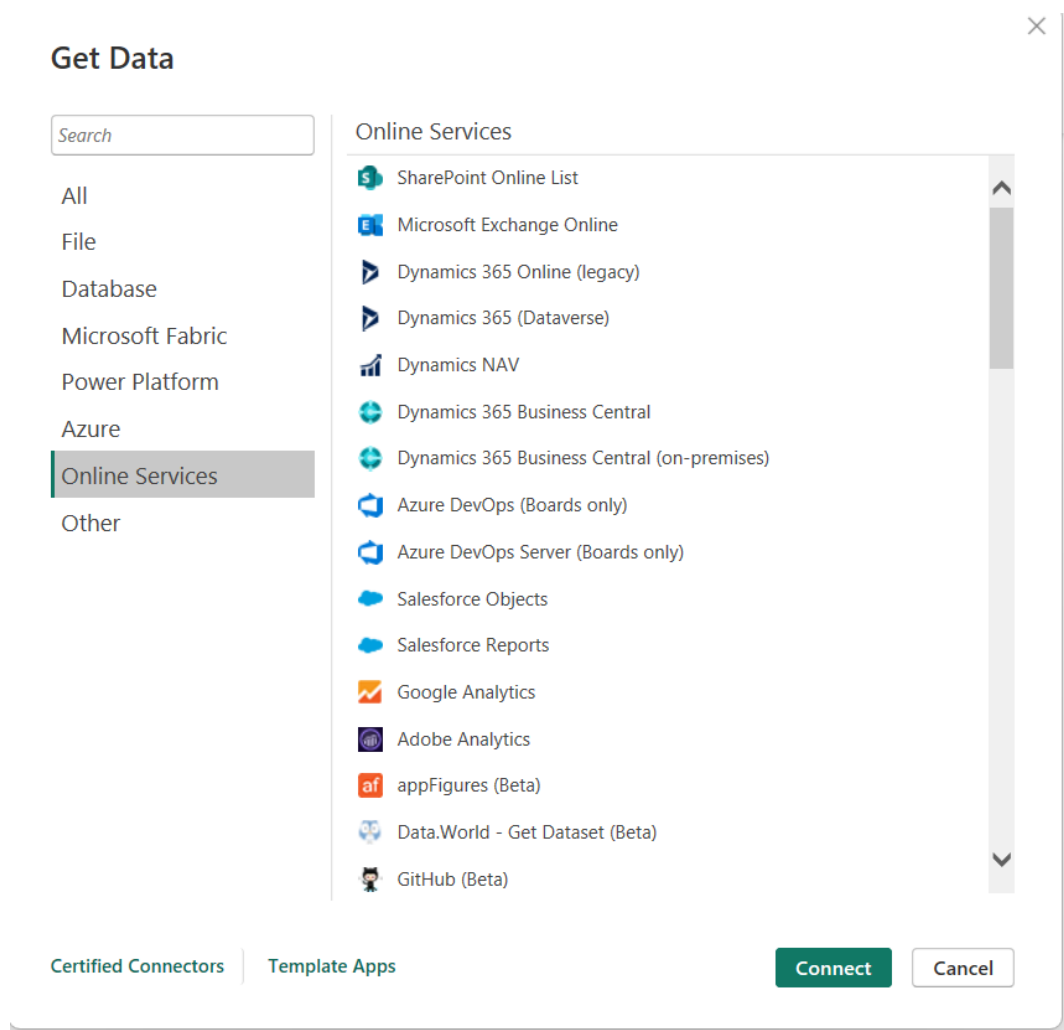 Get Data
Search
All
File
Database
Microsoft Fabric
Power Platform
Azure
Online Services
Other
Online Services
SharePoint Online List
Microsoft Exchange Online
Dynamics 365 Online (legacy)
Dynamics 365 (Dataverse)
Dynamics NAV
Dynamics 365 Business Central
Dynamics 365 Business Central (on-premises)
Azure DevOps (Boards only)
Azure DevOps Server (Boards only)
Salesforce Objects
Salesforce Reports
Google Analytics
Adobe Analytics
af appFigures (Beta)
Data.World - Get Dataset (Beta)
GitHub (Beta)
Certified Connectors
Template Apps
Connect
Cancel